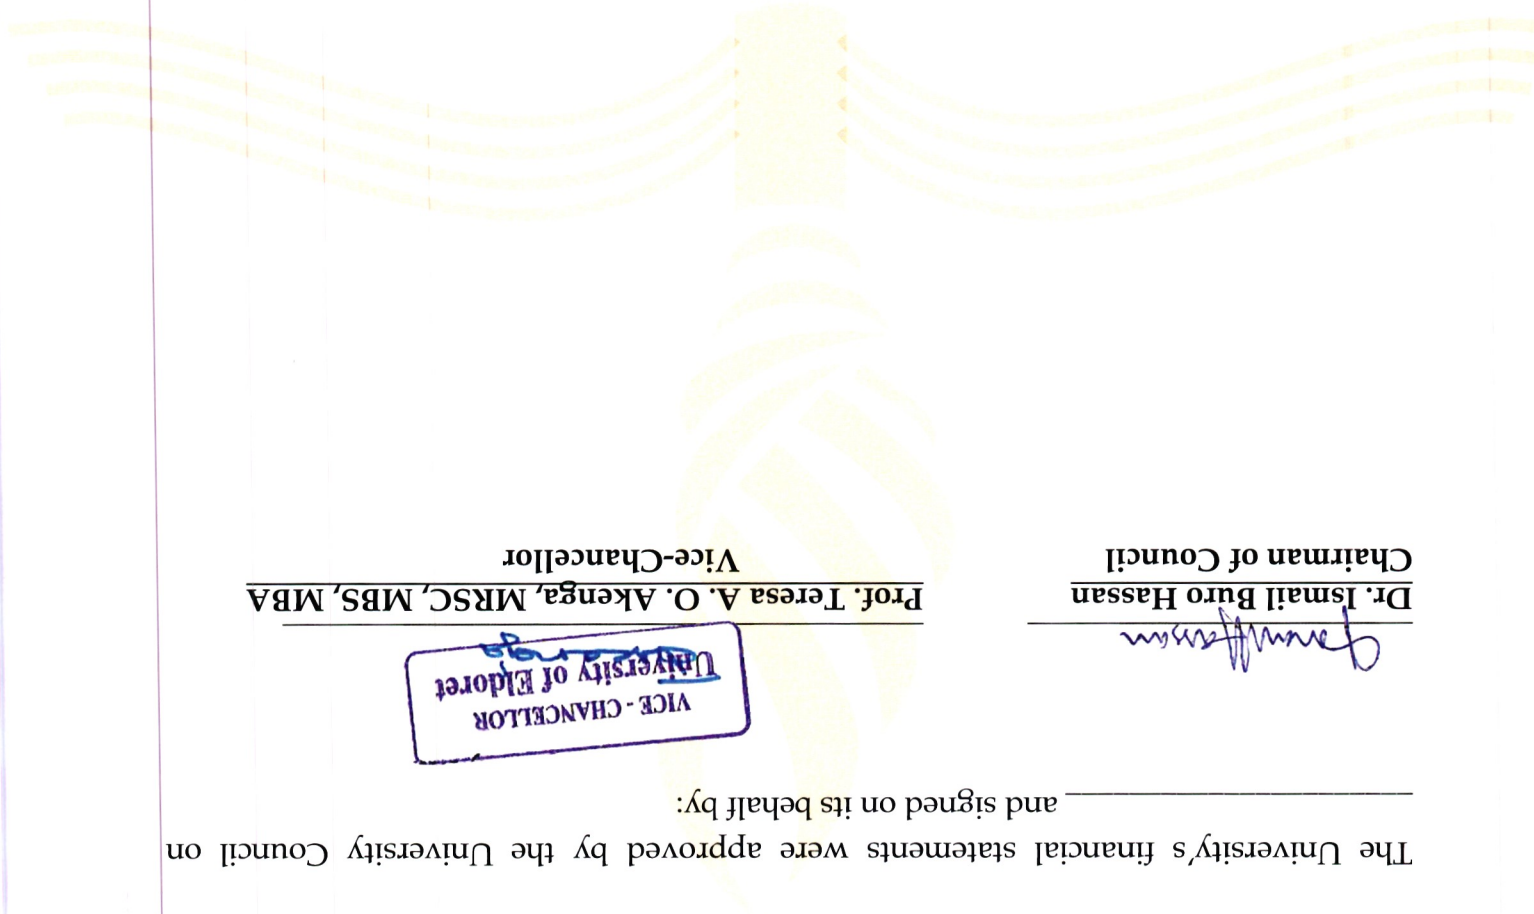 The University's financial statements were approved by the University Council on
____________________ and signed on its behalf by:
VICE - CHANCELLOR
University of Eldoret
Dr. Ismail Buro Hassan
Chairman of Council
Prof. Teresa A. O. Akenga, MRSC, MBS, MBA
Vice-Chancellor